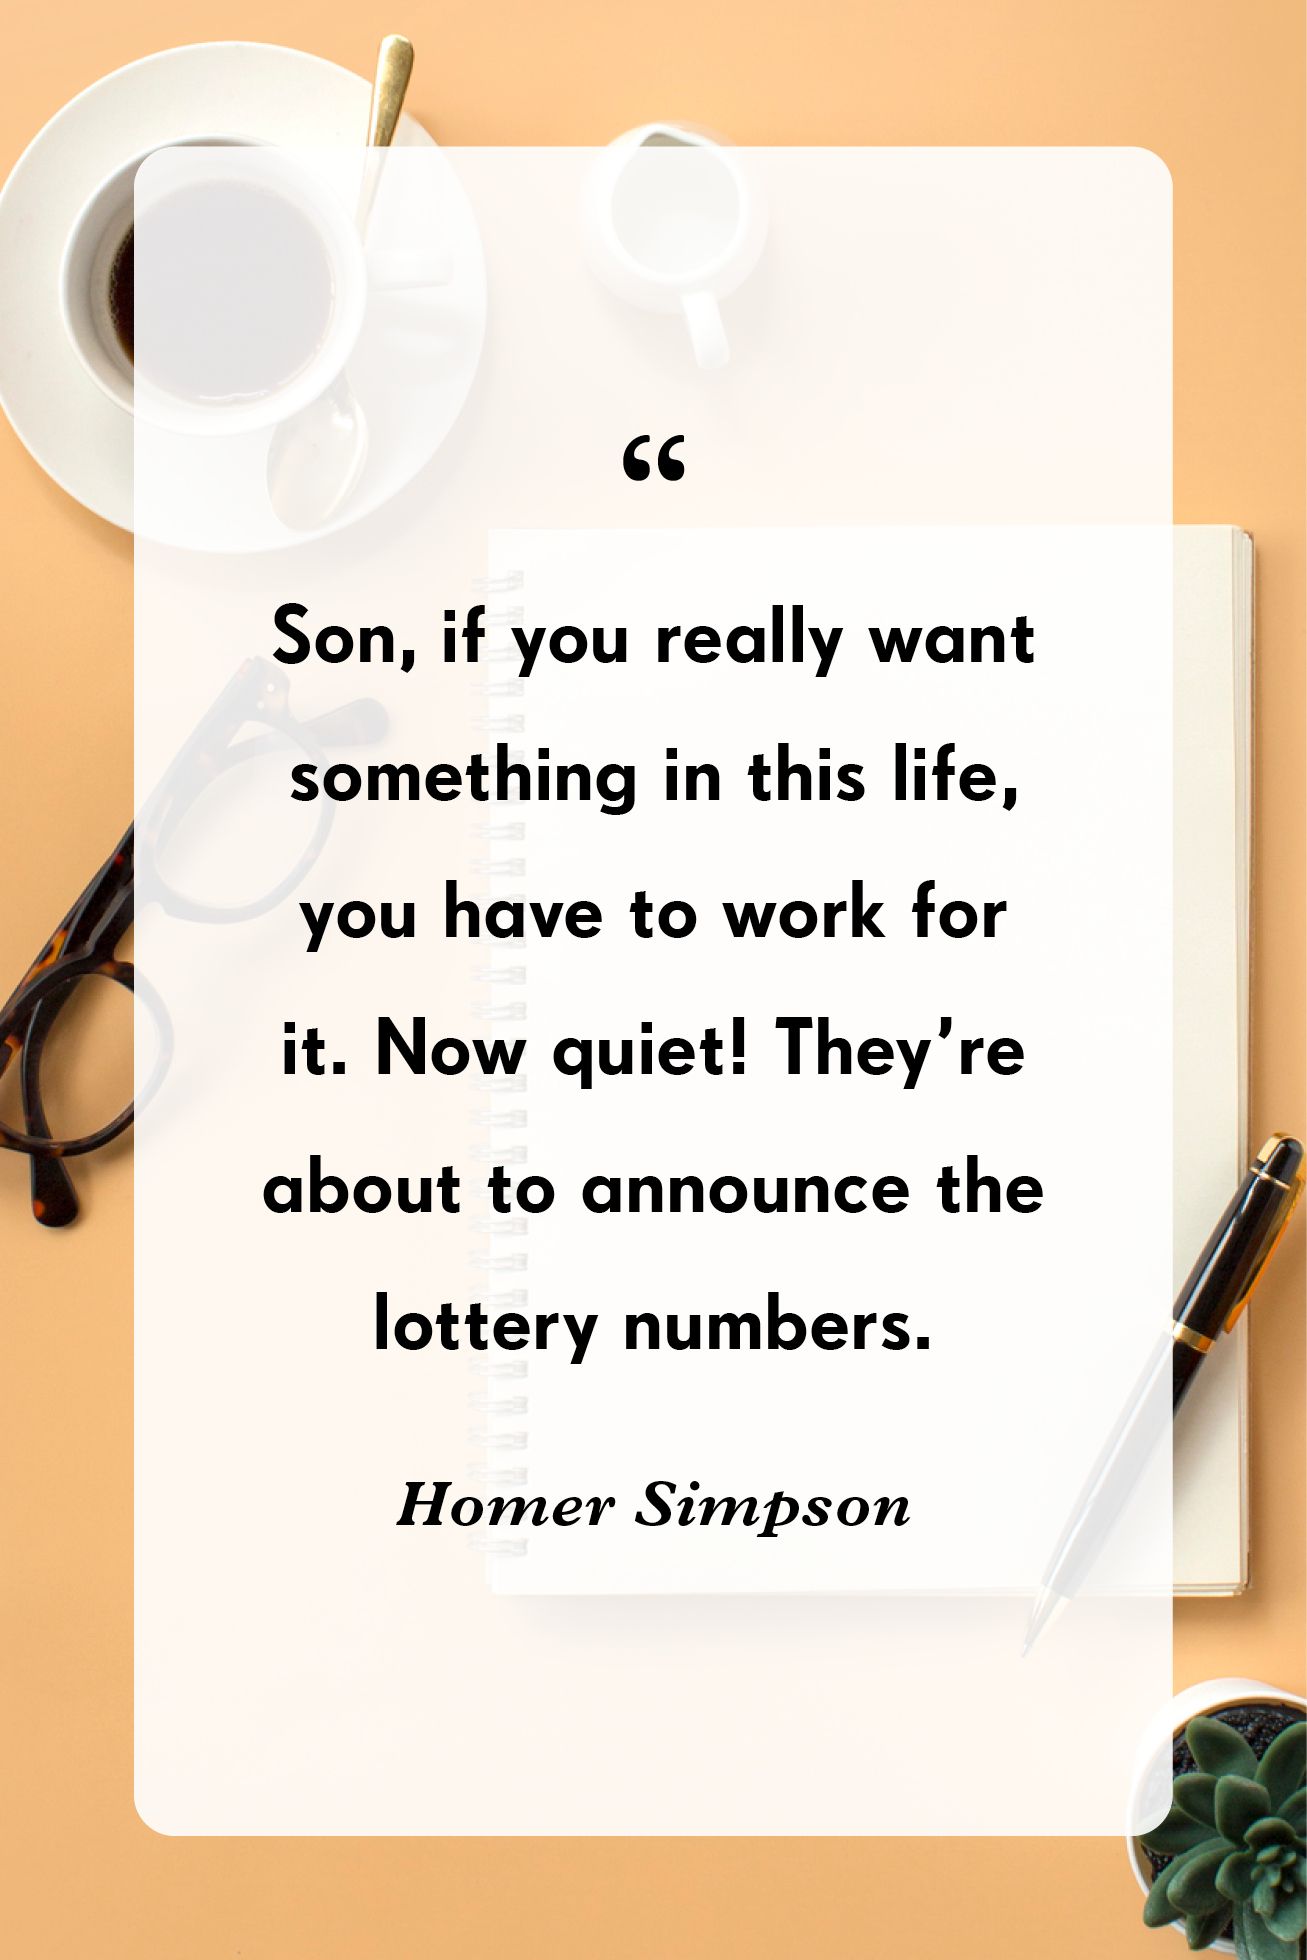 “
Son, if you really want
something in this life,
you have to work for
it. Now quiet! They’re
about to announce the
lottery numbers.
Homer Simpson